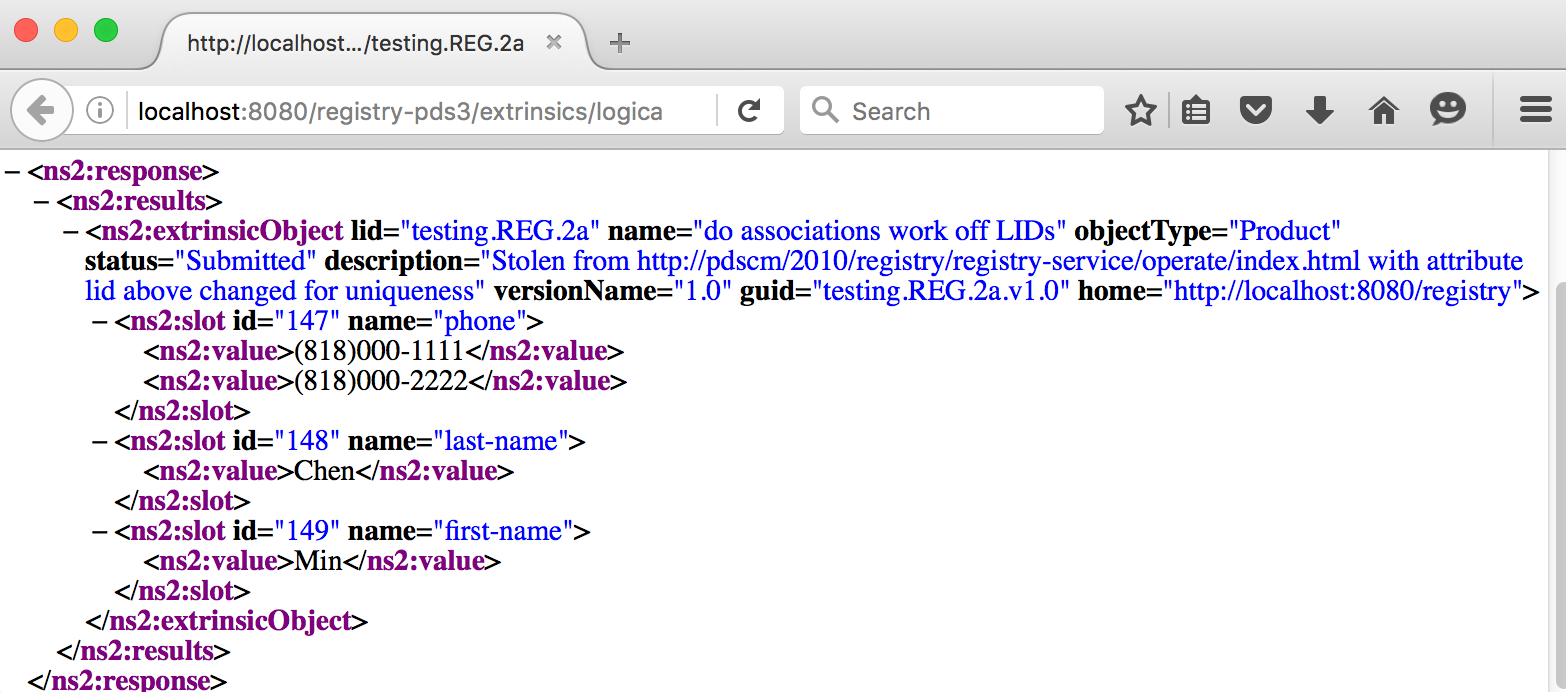 http://localhost.../testing.REG.2a
localhost:8080/registry-pds3/extrinsics/logica
Search
– <ns2:response>
– <ns2:results>
– <ns2:extrinsicObject lid="testing.REG.2a" name="do associations work off LIDs" objectType="Product"
status="Submitted" description="Stolen from http://pdscm/2010/registry/registry-service/operate/index.html with attribute
lid above changed for uniqueness" versionName="1.0" guid="testing.REG.2a.v1.0" home="http://localhost:8080/registry">
– <ns2:slot id="147" name="phone">
<ns2:value>(818)000-1111</ns2:value>
<ns2:value>(818)000-2222</ns2:value>
</ns2:slot>
– <ns2:slot id="148" name="last-name">
<ns2:value>Chen</ns2:value>
</ns2:slot>
– <ns2:slot id="149" name="first-name">
<ns2:value>Min</ns2:value>
</ns2:slot>
</ns2:extrinsicObject>
</ns2:results>
</ns2:response>